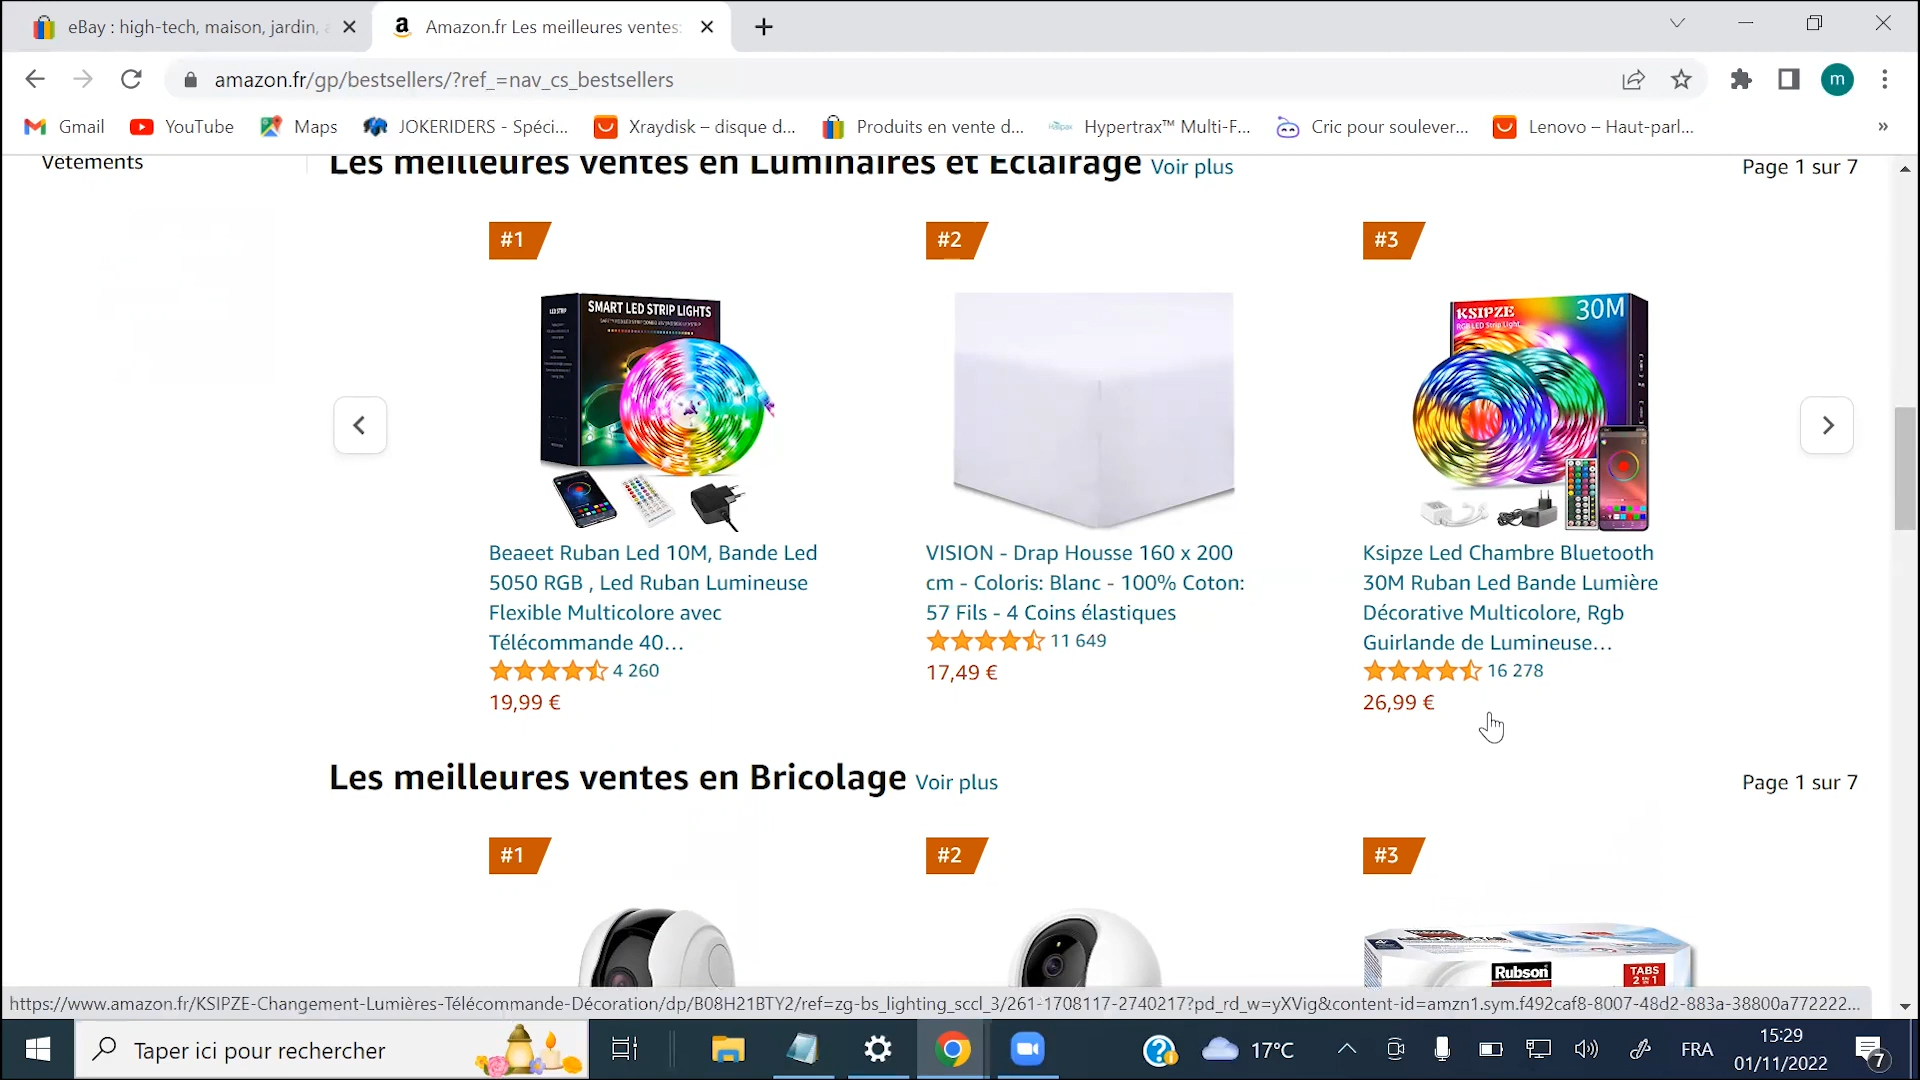 eBay : high-tech, maison, jardin, a
Amazon.fr Les meilleures ventes:
amazon.fr/gp/bestsellers/?ref_=nav_cs_bestsellers
m
Gmail
YouTube
Maps
JOKERIDERS - Spéci...
Xraydisk – disque d...
Produits en vente d...
Hypertrax™ Multi-F...
Cric pour soulever...
Lenovo – Haut-parl...
»
Vêtements
Les meilleures ventes en Luminaires et Éclairage Voir plus
Page 1 sur 7
#1
#2
#3
SMART LED STRIP LIGHTS
LED STRIP
KSIPZE
RGB LED Strip Light
30M
Beaeet Ruban Led 10M, Bande Led
5050 RGB , Led Ruban Lumineuse
Flexible Multicolore avec
Télécommande 40...
4 260
19,99 €
VISION - Drap Housse 160 x 200
cm - Coloris: Blanc - 100% Coton:
57 Fils - 4 Coins élastiques
11 649
17,49 €
Ksipze Led Chambre Bluetooth
30M Ruban Led Bande Lumière
Décorative Multicolore, Rgb
Guirlande de Lumineuse...
16 278
26,99 €
Les meilleures ventes en Bricolage Voir plus
Page 1 sur 7
#1
#2
#3
Rubson
TABS
2 EN 1
https://www.amazon.fr/KSIPZE-Changement-Lumières-Télécommande-Décoration/dp/B08H21BTY2/ref=zg-bs_lighting_sccl_3/261-1708117-2740217?pd_rd_w=yXVig&content-id=amzn1.sym.f492caf8-8007-48d2-883a-38800a772222...
Taper ici pour rechercher
17°C
FRA
15:29
01/11/2022
7